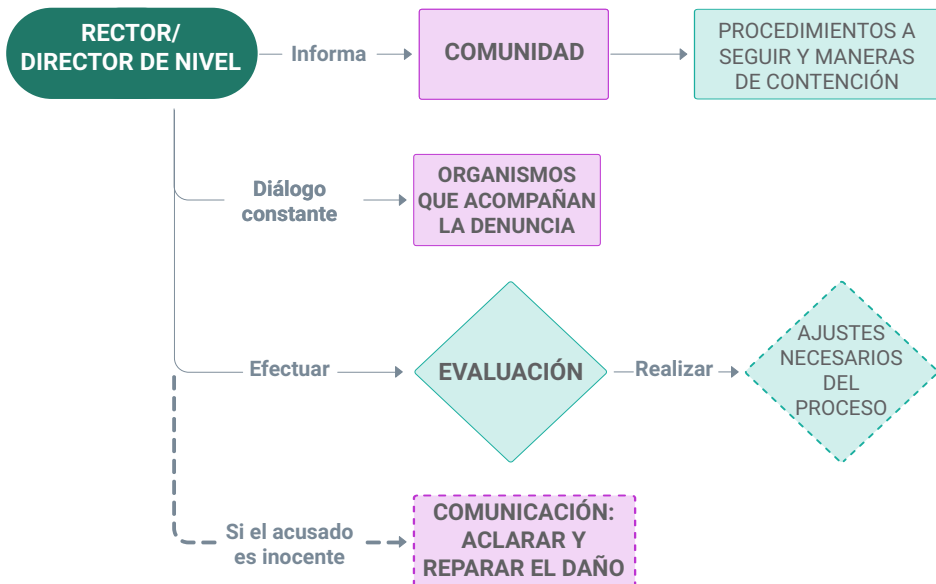 RECTOR/
DIRECTOR DE NIVEL
Informa
COMUNIDAD
PROCEDIMIENTOS A
SEGUIR Y MANERAS
DE CONTENCIÓN
Diálogo
constante
ORGANISMOS
QUE ACOMPAÑAN
LA DENUNCIA
Efectuar
EVALUACIÓN
Realizar
AJUSTES
NECESARIOS
DEL
PROCESO
Si el acusado
es inocente
COMUNICACIÓN:
ACLARAR Y
REPARAR EL DAÑO